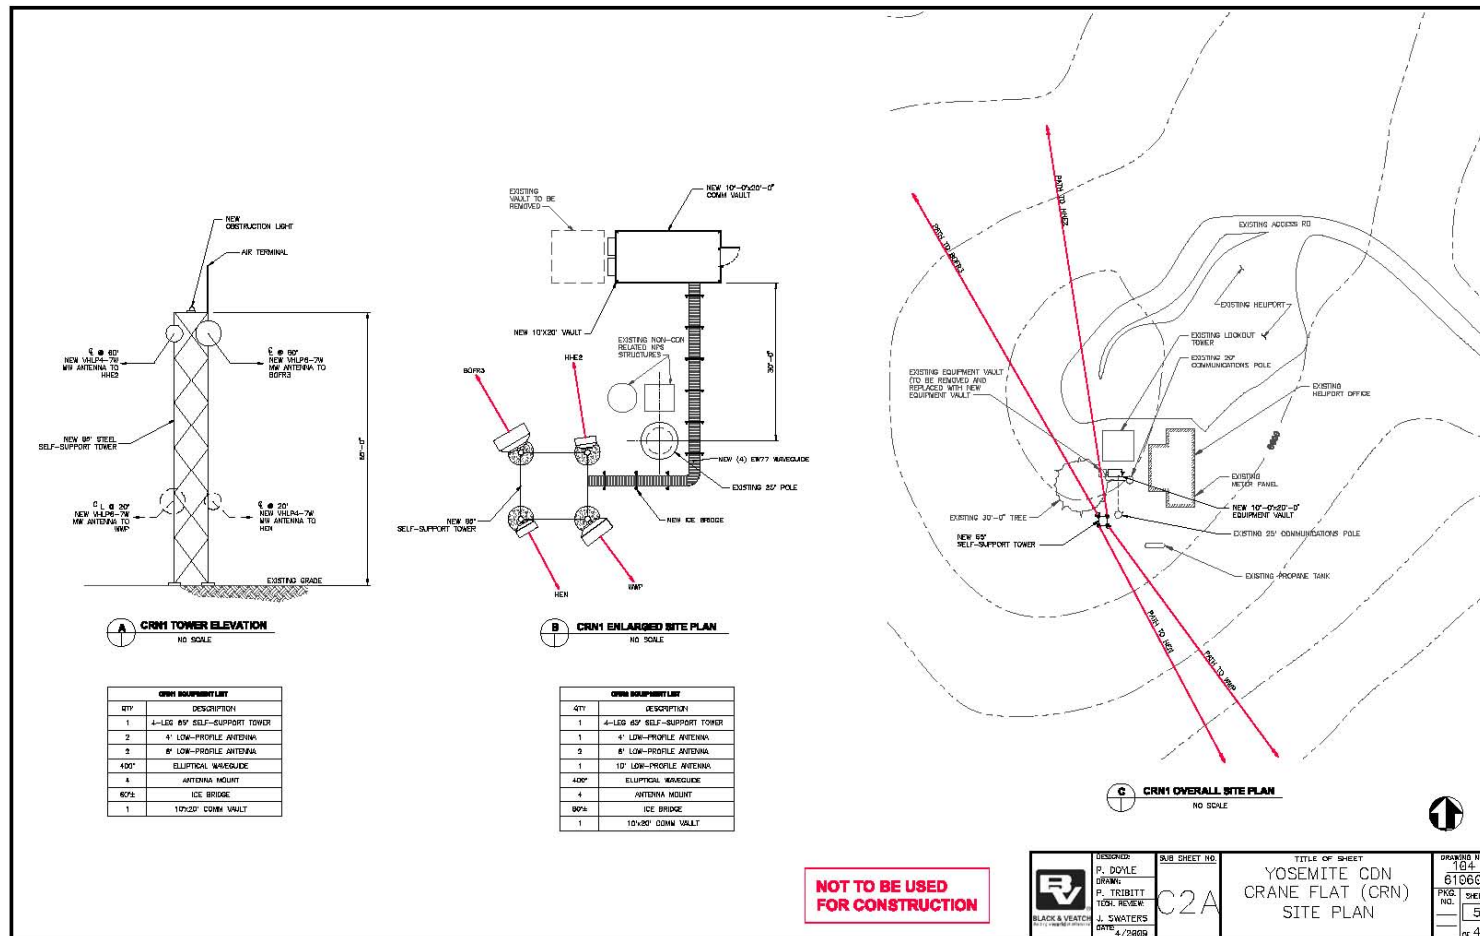 NEW
OBSTRUCTION LIGHT
AIR TERMINAL
NEW VHLP4-7W
MW ANTENNA TO
HHE2
NEW VHLP6-7W
MW ANTENNA TO
BOFR3
NEW 65' STEEL
SELF-SUPPORT TOWER
65'-0"
C L @ 20'
NEW VHLP6-7W
MW ANTENNA TO
WWP
@ 20'
NEW VHLP4-7W
MW ANTENNA TO
EXISTING GRADE
A
CRN1 TOWER ELEVATION
NO SCALE
EXISTING
VAULT TO BE
REMOVED
NEW 10'-0"x20'-0"
COMM VAULT
NEW 10'X20' VAULT
EXISTING NON-CDN
RELATED NPS
STRUCTURES
30'-0"
BOFR3
HHE2
NEW (4) EW77 WAVEGUIDE
EXISTING 25' POLE
NEW ICE BRIDGE
NEW 65'
SELF-SUPPORT TOWER
HEN
WWP
B
CRN1 ENLARGED SITE PLAN
NO SCALE
PATH TO BOFR3
PATH TO HHE2
EXISTING ACCESS RD
EXISTING HELIPORT
EXISTING LOOKOUT
TOWER
EXISTING 20'
COMMUNICATIONS POLE
EXISTING EQUIPMENT VAULT
(TO BE REMOVED AND
REPLACED WITH NEW
EQUIPMENT VAULT
EXISTING
HELIPORT OFFICE
EXISTING
METER PANEL
NEW 10'-0"x20'-0"
EQUIPMENT VAULT
EXISTING 30'-0" TREE
NEW 65'
SELF-SUPPORT TOWER
EXISTING 25' COMMUNICATIONS POLE
EXISTING PROPANE TANK
PATH TO
PATH TO WWP
C
CRN1 OVERALL SITE PLAN
NO SCALE
CRN1 EQUIPMENT LIST
QTY DESCRIPTION
1 4-LEG 65' SELF-SUPPORT TOWER
2 4' LOW-PROFILE ANTENNA
2 6' LOW-PROFILE ANTENNA
400' ELLIPTICAL WAVEGUIDE
4 ANTENNA MOUNT
60'± ICE BRIDGE
1 10'x20' COMM VAULT
EQUIPMENT LIST
QTY DESCRIPTION
1 4-LEG SELF-SUPPORT TOWER
1 4' LOW-PROFILE ANTENNA
2 LOW-PROFILE ANTENNA
1 10' LOW-PROFILE ANTENNA
400' ELLIPTICAL WAVEGUIDE
4 ANTENNA MOUNT
ICE BRIDGE
1 10'x20' COMM VAULT
NOT TO BE USED
FOR CONSTRUCTION
BV
BLACK & VEATCH
DESIGNED:
P. DOYLE
DRAWN:
P. TRIBITT
TECH. REVIEW:
J. SWATERS
DATE:
4/2009
SUB SHEET NO.
C2A
TITLE OF SHEET
YOSEMITE CDN
CRANE FLAT (CRN)
SITE PLAN
DRAWING N
104
6106
PKG.
NO.
SHE
5
OF 4